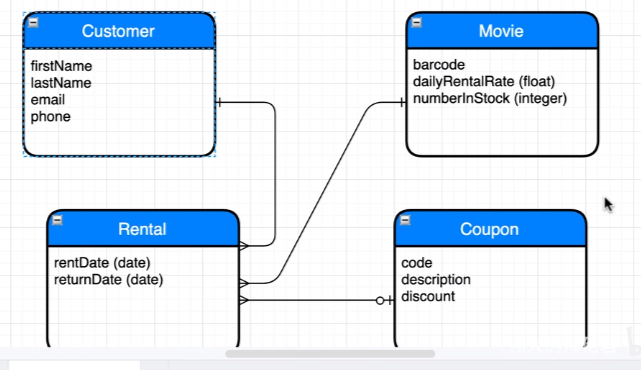 Customer
firstName
lastName
email
phone
Movie
barcode
dailyRentalRate (float)
numberInStock (integer)
Rental
rentDate (date)
returnDate (date)
Coupon
code
description
discount